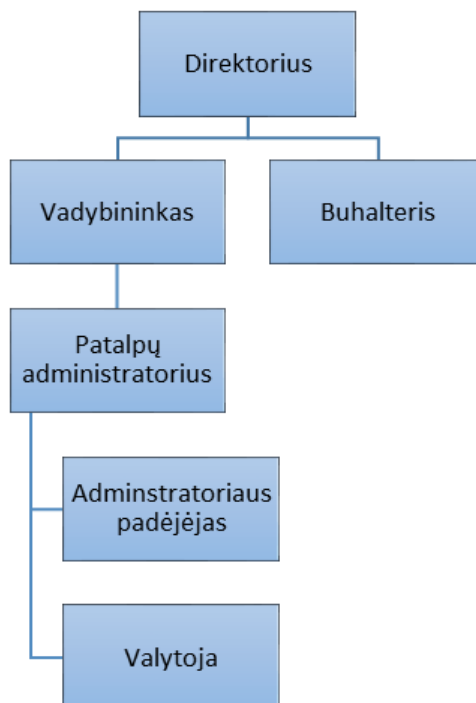 Direktorius
Vadybininkas
Buhalteris
Patalpų
administratorius
Adminstratoriaus
padėjėjas
Valytoja